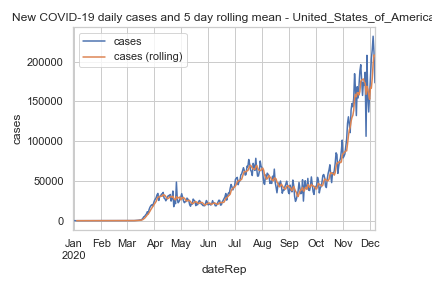 New COVID-19 daily cases and 5 day rolling mean - United_States_of_America
cases
cases (rolling)
200000
150000
100000
50000
0
cases
Jan Feb Mar Apr May Jun Jul Aug Sep Oct Nov Dec
2020
dateRep